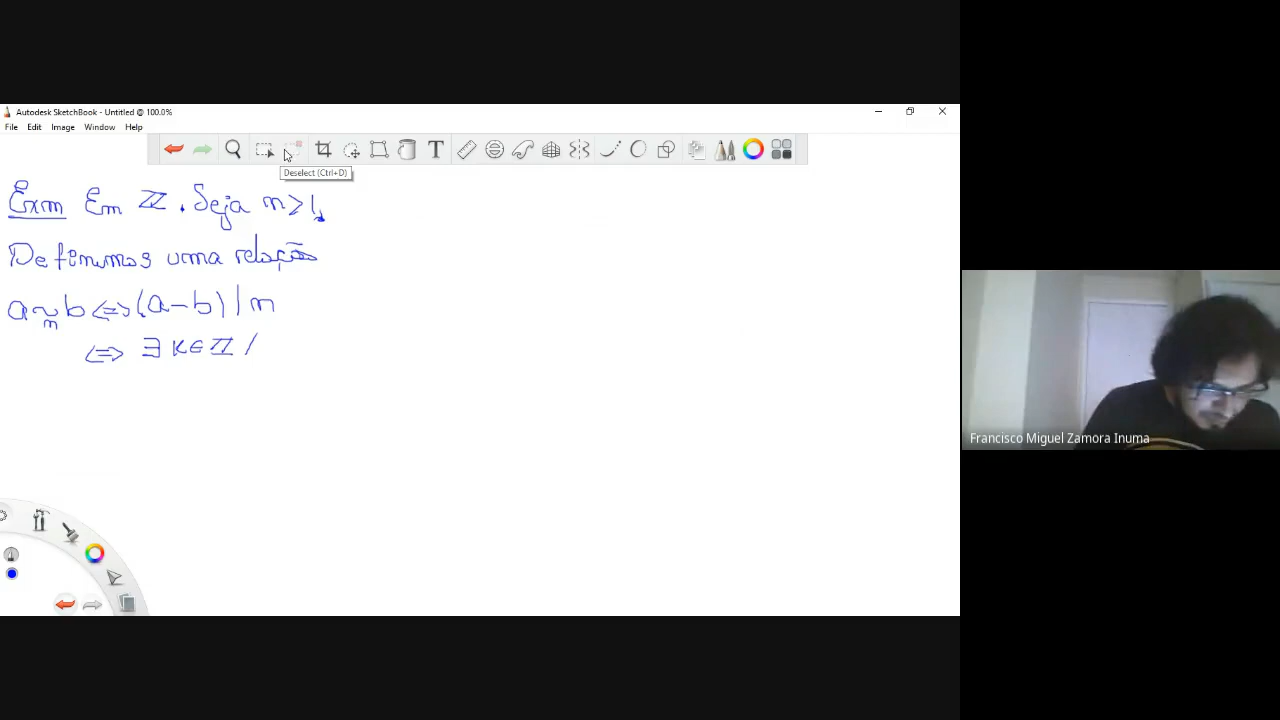 Autodesk SketchBook - Untitled @ 100.0%
File Edit Image Window Help
T
Deselect (Ctrl+D)
Exm Em ℤ. Seja n≥1,
Definimos uma relação
a ~ₙ b ⇔ (a-b) | n
⇔ ∃ K ∈ ℤ /
Francisco Miguel Zamora Inuma